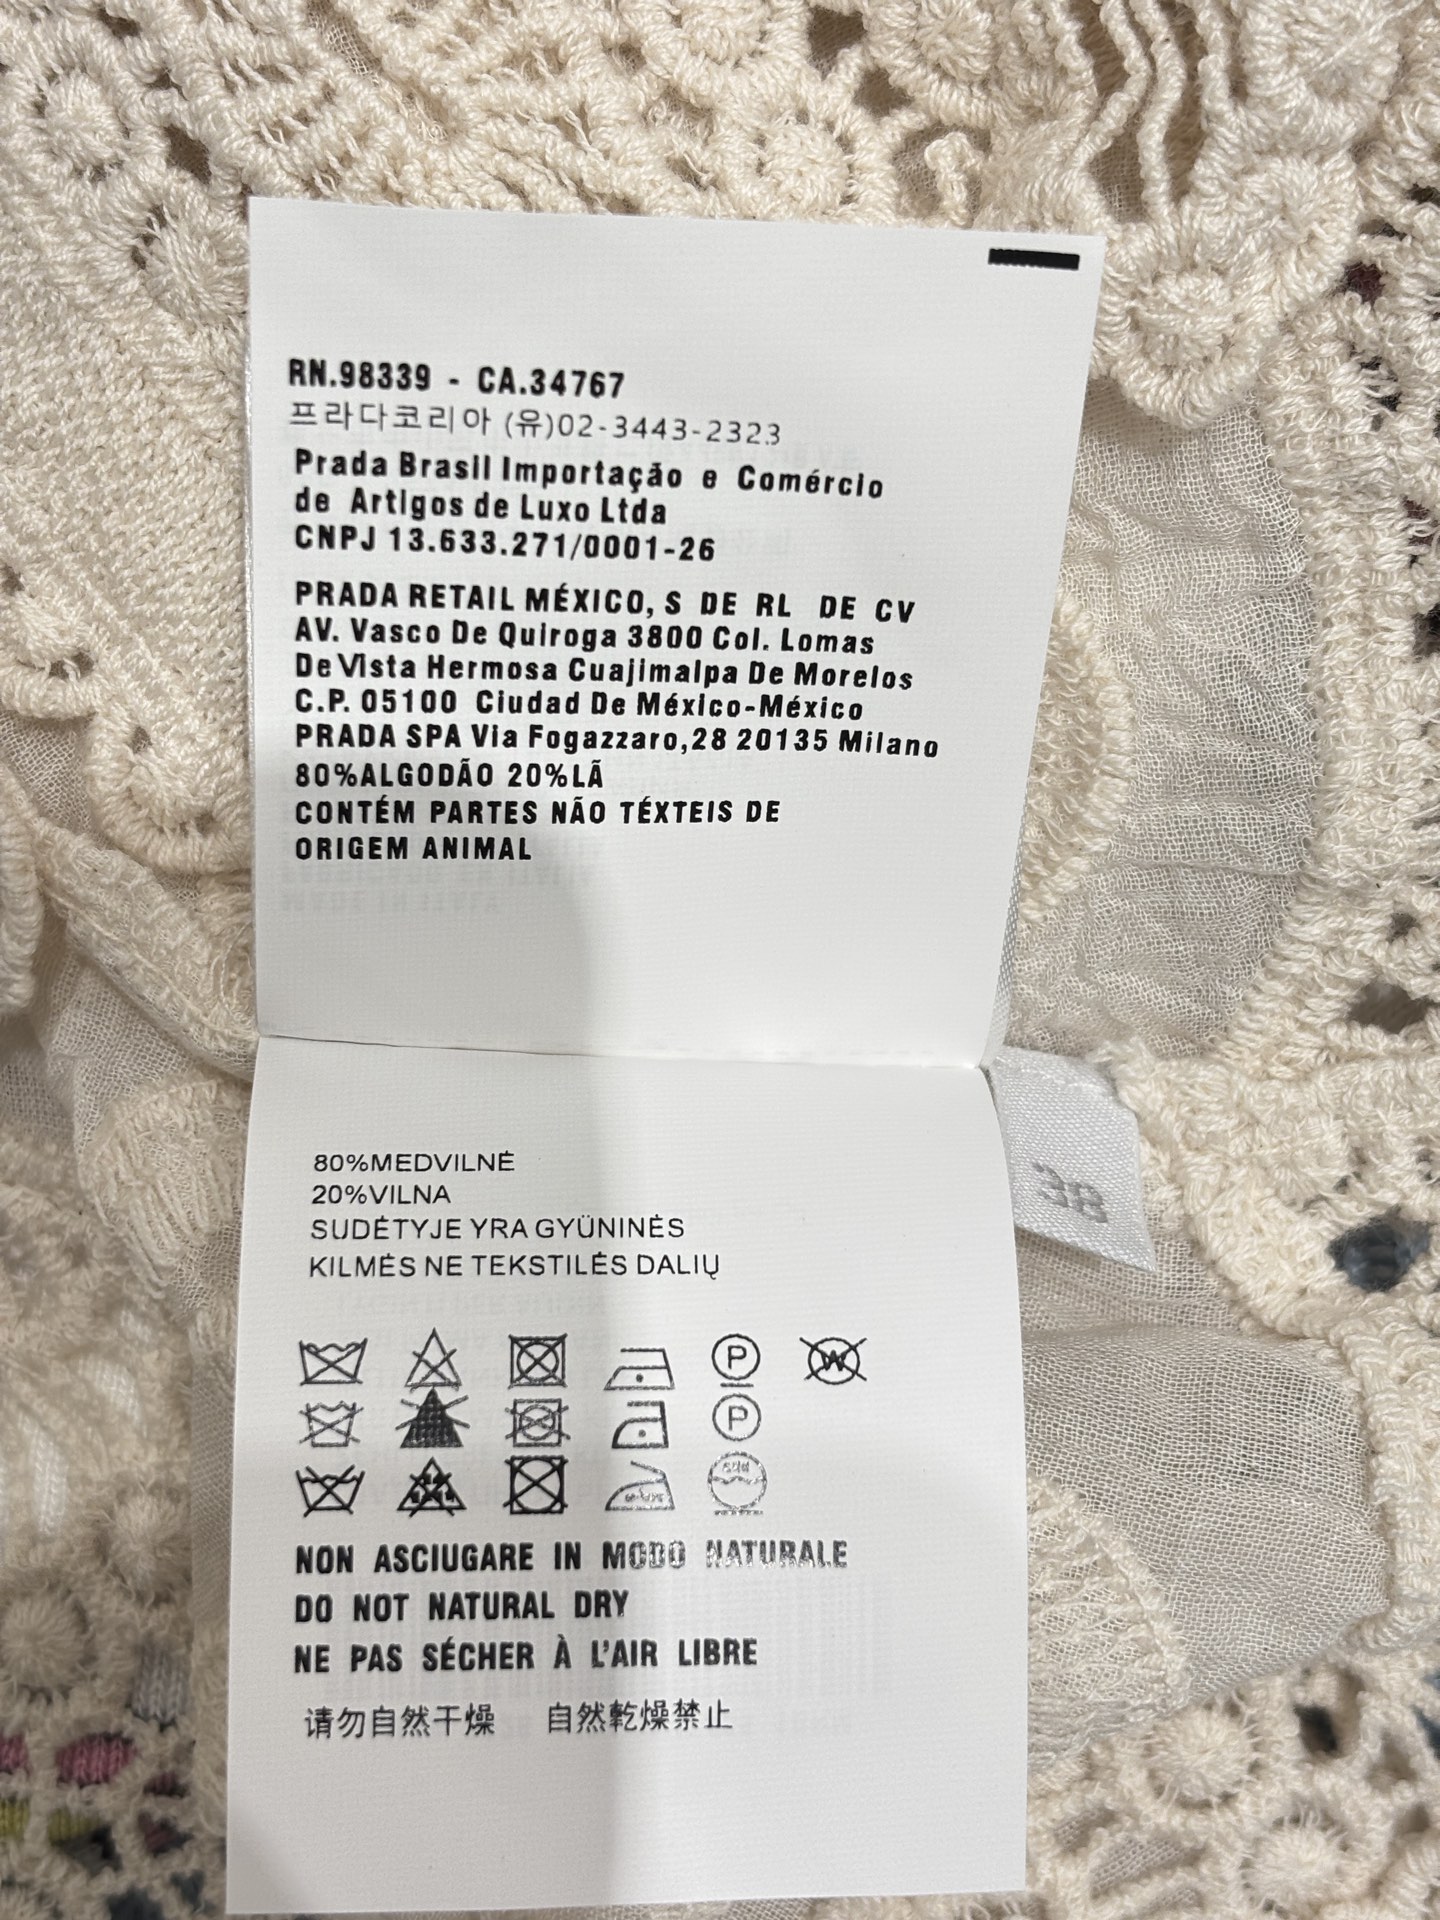 RN.98339 - CA.34767
프라다코리아 (유)02-3443-2323
Prada Brasil Importação e Comércio
de Artigos de Luxo Ltda
CNPJ 13.633.271/0001-26
PRADA RETAIL MÉXICO, S DE RL DE CV
AV. Vasco De Quiroga 3800 Col. Lomas
De Vista Hermosa Cuajimalpa De Morelos
C.P. 05100 Ciudad De México-México
PRADA SPA Via Fogazzaro,28 20135 Milano
80%ALGODÃO 20%LÃ
CONTÉM PARTES NÃO TÉXTEIS DE
ORIGEM ANIMAL
38
80%MEDVILNĖ
20%VILNA
SUDĖTYJE YRA GYÜNINĖS
KILMĖS NE TEKSTILĖS DALIŲ
P W
P
NON ASCIUGARE IN MODO NATURALE
DO NOT NATURAL DRY
NE PAS SÉCHER À L'AIR LIBRE
请勿自然干燥 自然乾燥禁止